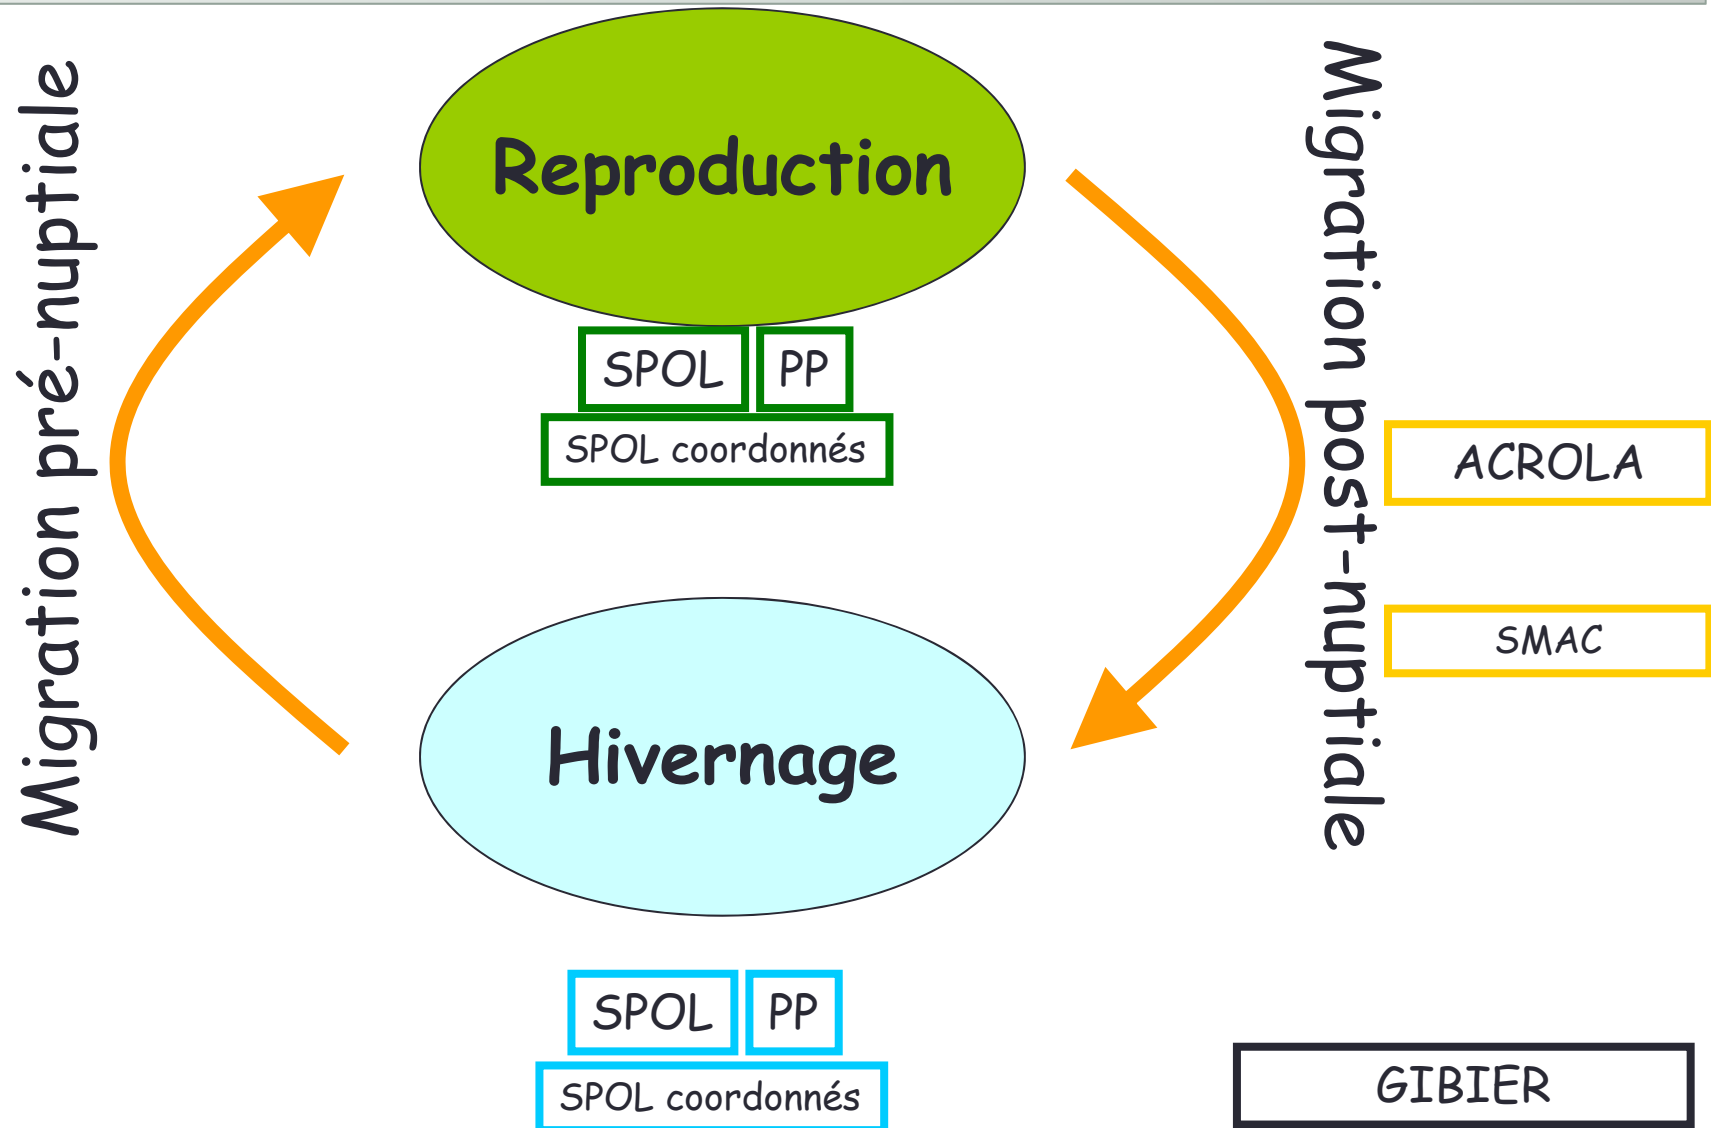 Migration pré-nuptiale
Reproduction
SPOL
PP
SPOL coordonnés
Migration post-nuptiale
ACROLA
SMAC
Hivernage
SPOL
PP
SPOL coordonnés
GIBIER